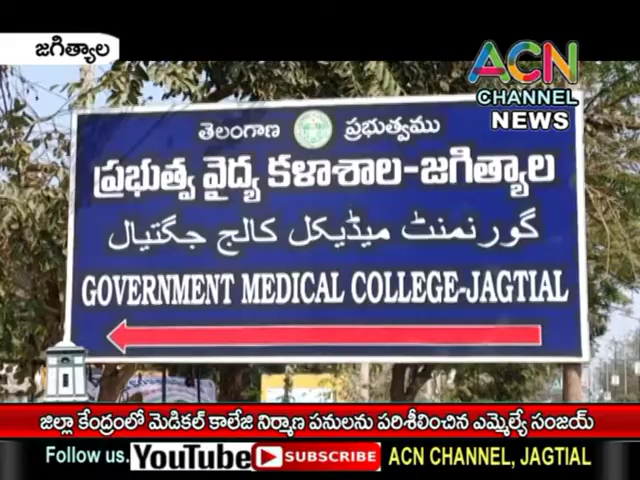 జగిత్యాల
ACN
CHANNEL
NEWS
తెలంగాణ ప్రభుత్వము
ప్రభుత్వ వైద్య కళాశాల-జగిత్యాల
گورنمنٹ میڈیکل کالج جگتیال
GOVERNMENT MEDICAL COLLEGE-JAGTIAL
జిల్లా కేంద్రంలో మెడికల్ కాలేజి నిర్మాణ పనులను పరిశీలించిన ఎమ్మెల్యే సంజయ్
Follow us. YouTube SUBSCRIBE ACN CHANNEL, JAGTIAL